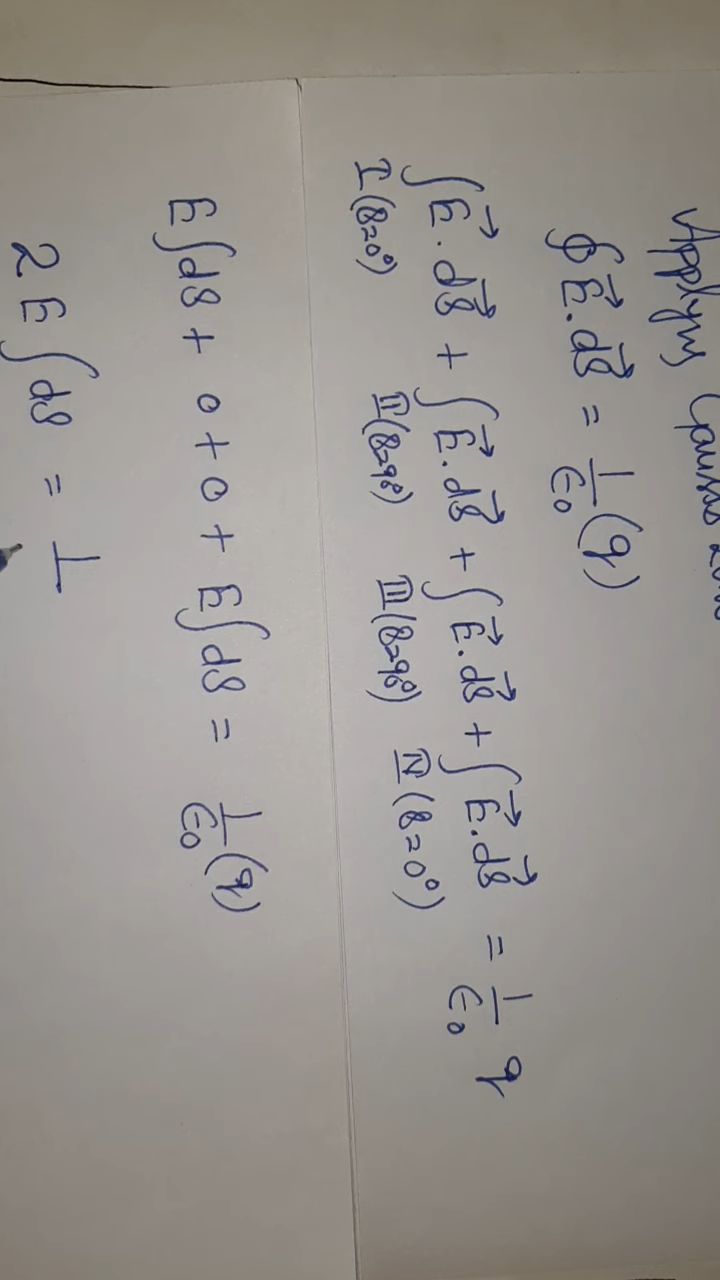 Applying Gauss's
∮ E⃗ . dS⃗ = 1/ε₀ (q)
∫ E⃗ . dS⃗ + ∫ E⃗ . dS⃗ + ∫ E⃗ . dS⃗ + ∫ E⃗ . dS⃗ = 1/ε₀ q
I (θ=0°) II (θ=90°) III (θ=90°) IV (θ=0°)
E ∫ dS + 0 + 0 + E ∫ dS = 1/ε₀ (q)
2 E ∫ dS = 1